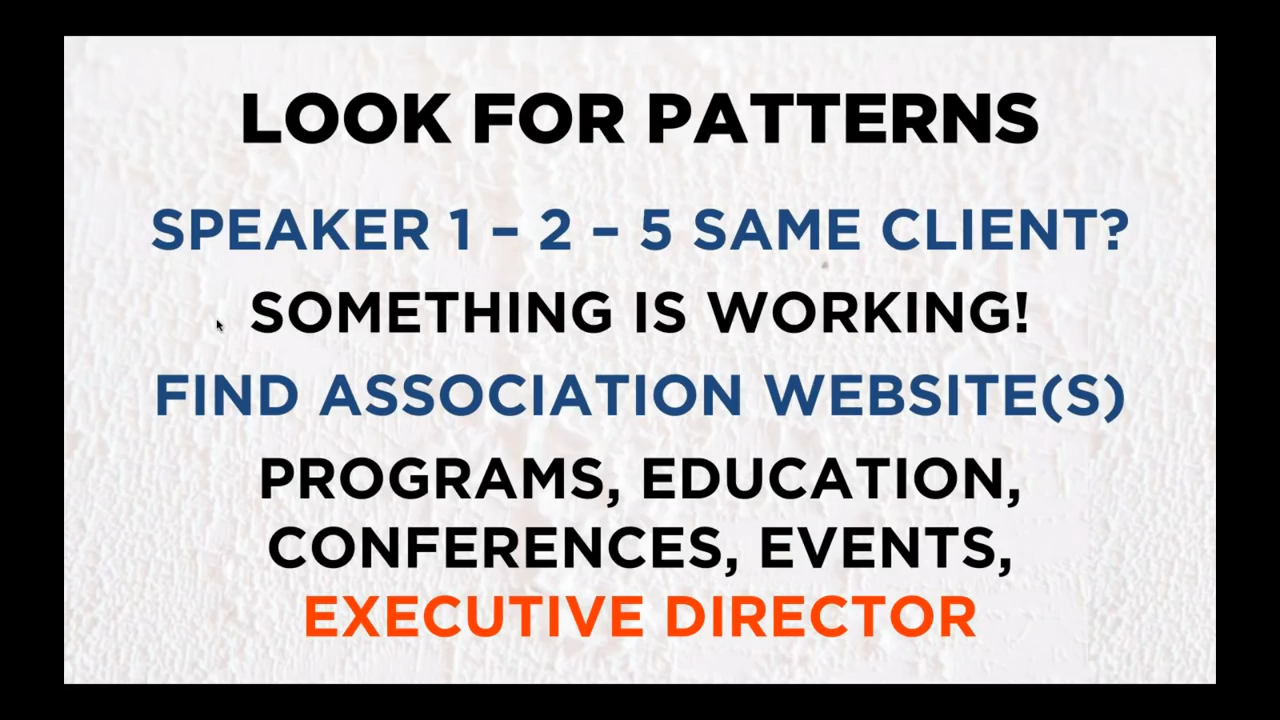 LOOK FOR PATTERNS
SPEAKER 1 – 2 – 5 SAME CLIENT?
SOMETHING IS WORKING!
FIND ASSOCIATION WEBSITE(S)
PROGRAMS, EDUCATION,
CONFERENCES, EVENTS,
EXECUTIVE DIRECTOR